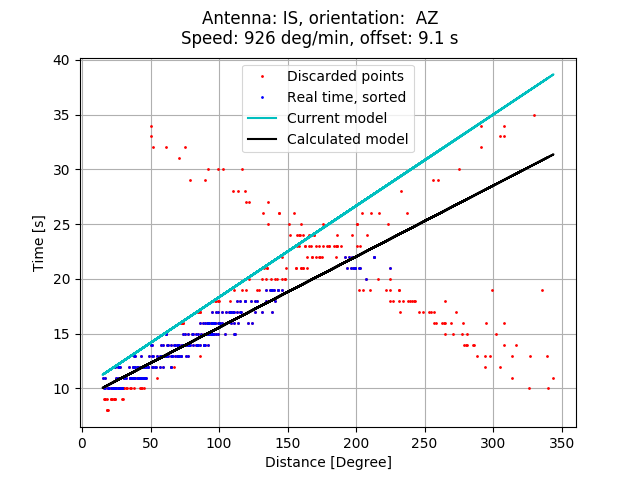 Antenna: IS, orientation:  AZ
Speed: 926 deg/min, offset: 9.1 s
40
35
30
25
20
15
10
Time [s]
Discarded points
Real time, sorted
Current model
Calculated model
0 50 100 150 200 250 300 350
Distance [Degree]